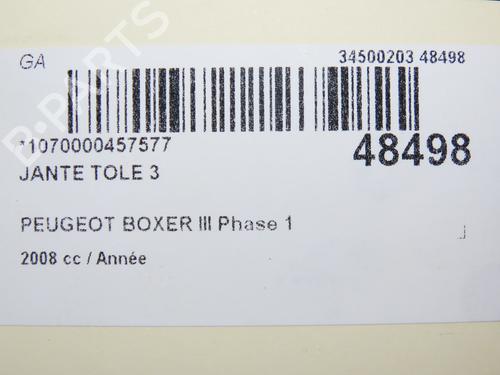 GA 34500203 48498
B-PARTS
*1070000457577 48498
JANTE TOLE 3
PEUGEOT BOXER III Phase 1
2008 cc / Année